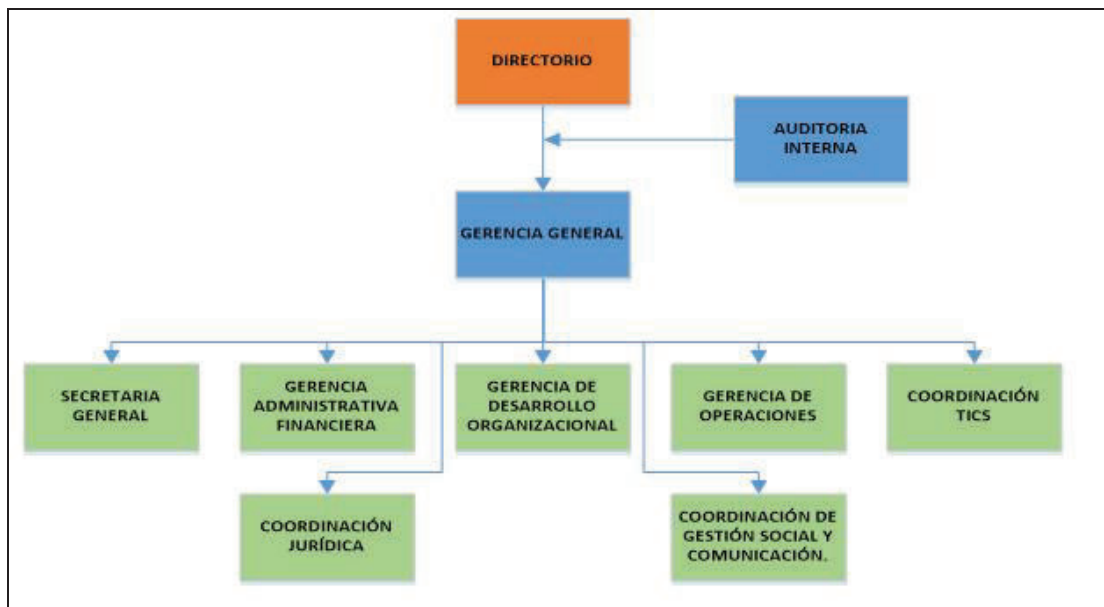 DIRECTORIO
AUDITORIA
INTERNA
GERENCIA GENERAL
SECRETARIA
GENERAL
GERENCIA
ADMINISTRATIVA
FINANCIERA
GERENCIA DE
DESARROLLO
ORGANIZACIONAL
GERENCIA DE
OPERACIONES
COORDINACIÓN
TICS
COORDINACIÓN
JURÍDICA
COORDINACIÓN DE
GESTIÓN SOCIAL Y
COMUNICACIÓN.